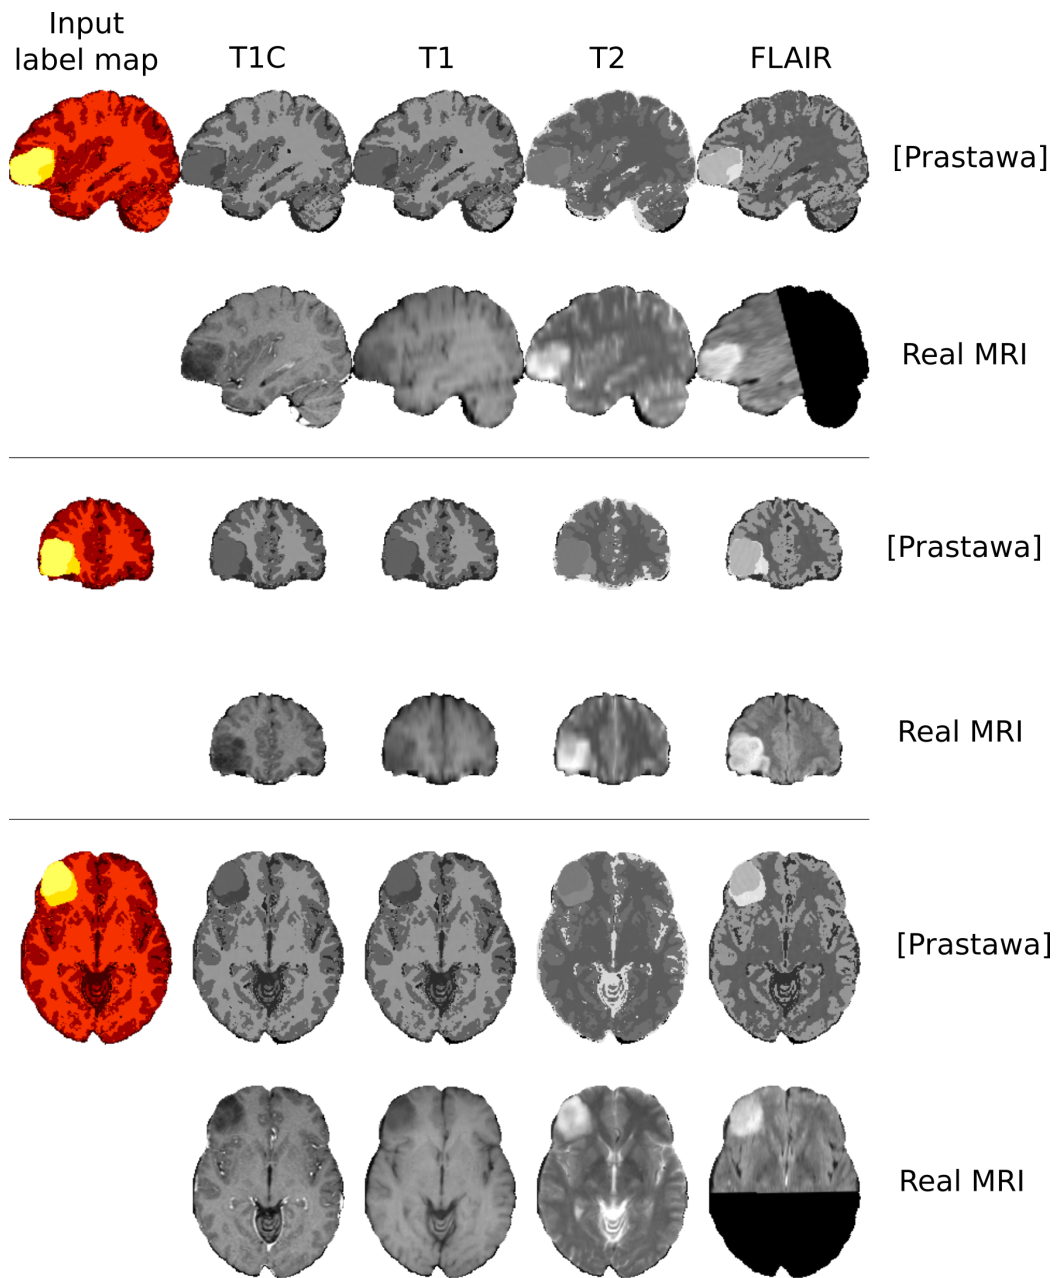 Input
label map
T1C
T1
T2
FLAIR
[Prastawa]
Real MRI
[Prastawa]
Real MRI
[Prastawa]
Real MRI